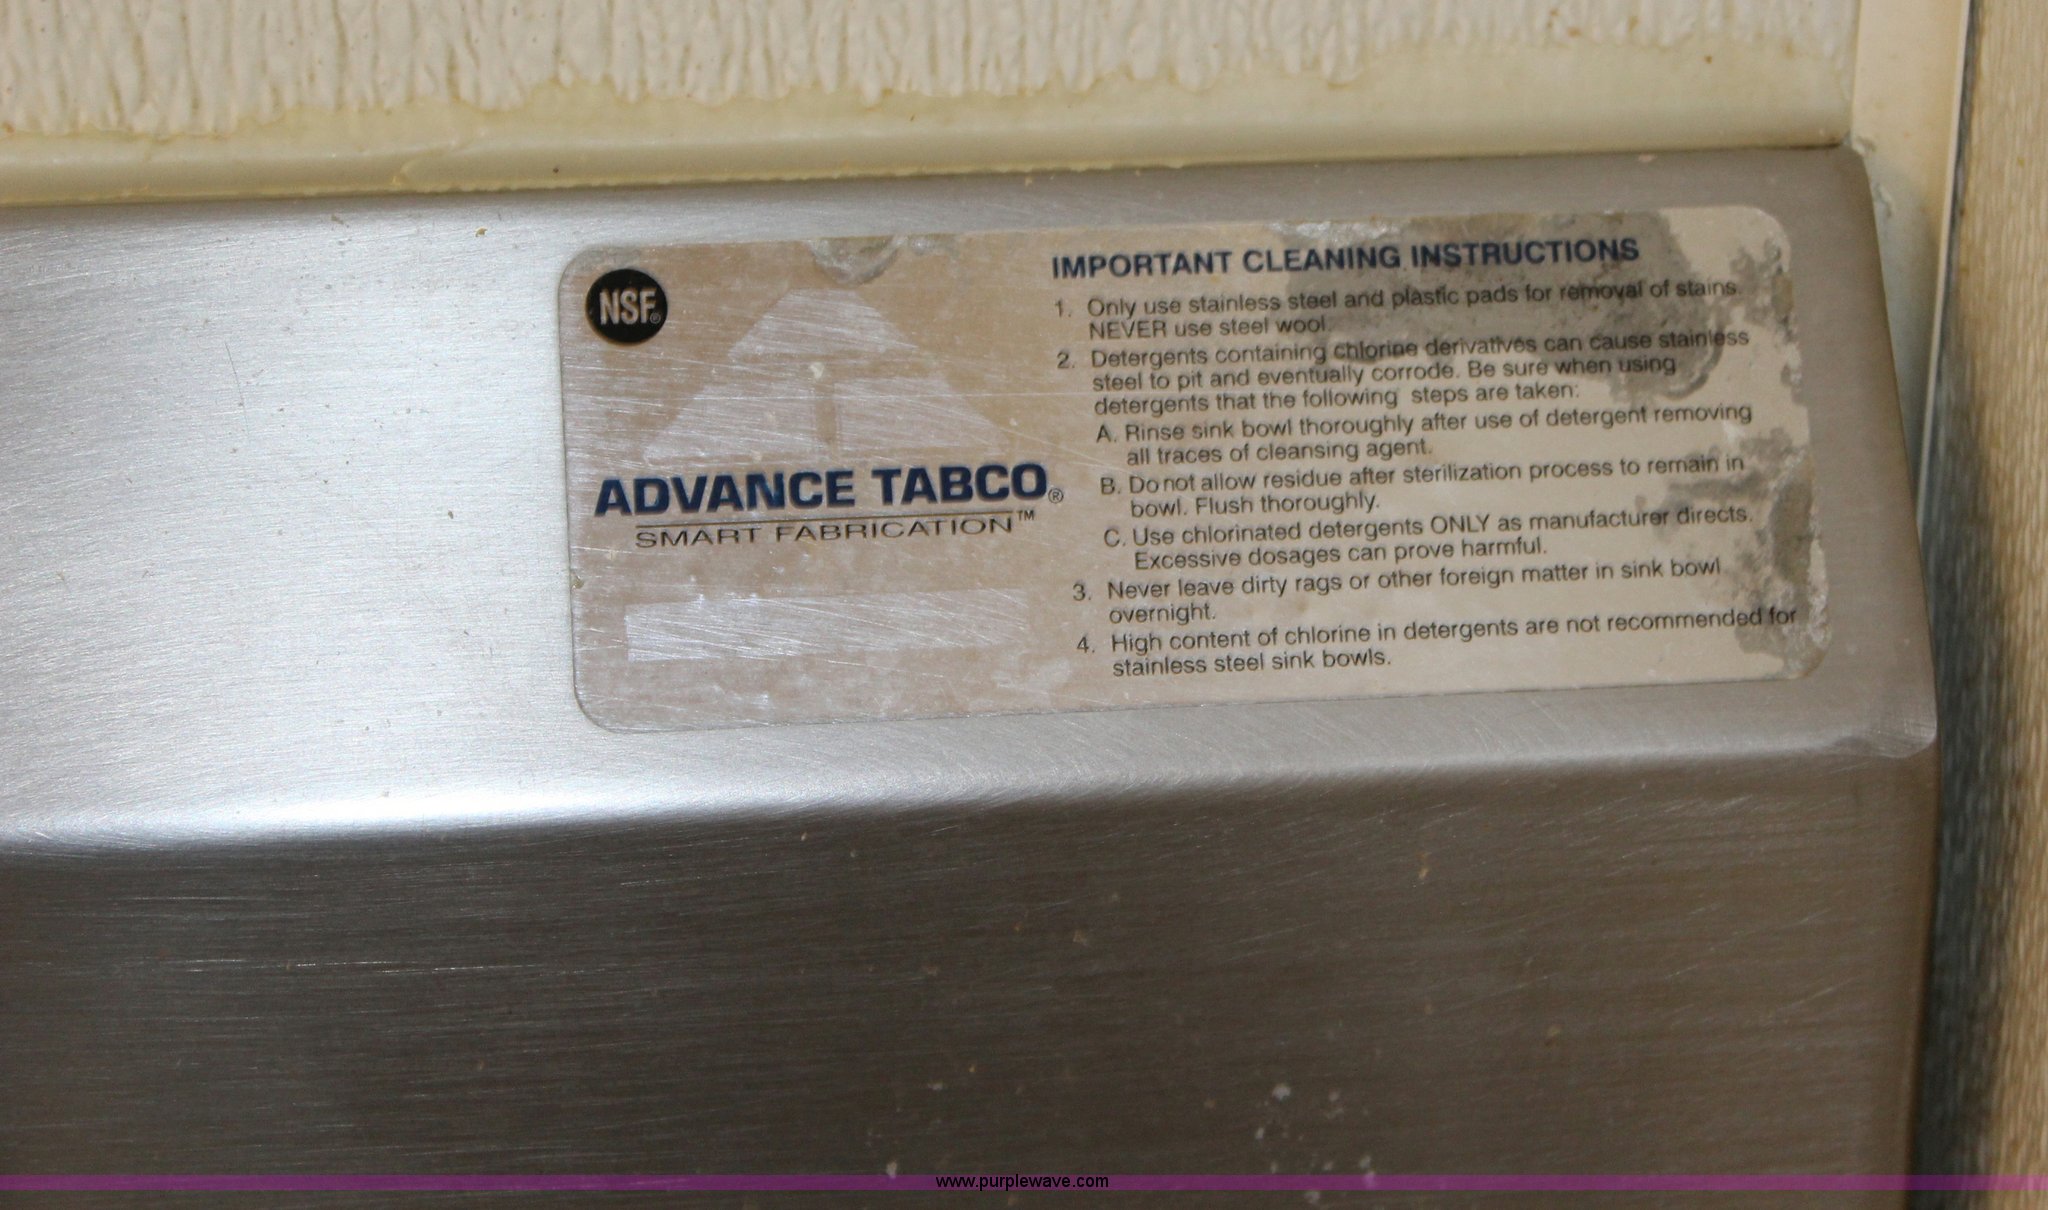 NSF®
ADVANCE TABCO®
SMART FABRICATION™
IMPORTANT CLEANING INSTRUCTIONS
1. Only use stainless steel and plastic pads for removal of stains.
NEVER use steel wool.
2. Detergents containing chlorine derivatives can cause stainless
steel to pit and eventually corrode. Be sure when using
detergents that the following steps are taken:
A. Rinse sink bowl thoroughly after use of detergent removing
all traces of cleansing agent.
B. Do not allow residue after sterilization process to remain in
bowl. Flush thoroughly.
C. Use chlorinated detergents ONLY as manufacturer directs.
Excessive dosages can prove harmful.
3. Never leave dirty rags or other foreign matter in sink bowl
overnight.
4. High content of chlorine in detergents are not recommended for
stainless steel sink bowls.
www.purplewave.com